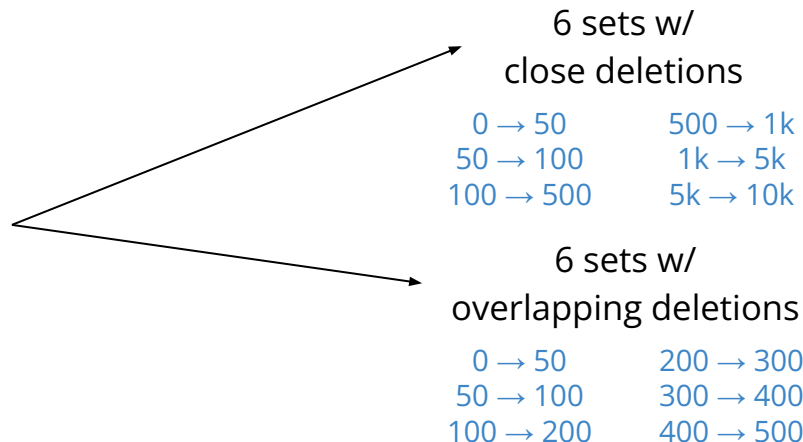 6 sets w/
close deletions
0 → 50 500 → 1k
50 → 100 1k → 5k
100 → 500 5k → 10k
6 sets w/
overlapping deletions
0 → 50 200 → 300
50 → 100 300 → 400
100 → 200 400 → 500